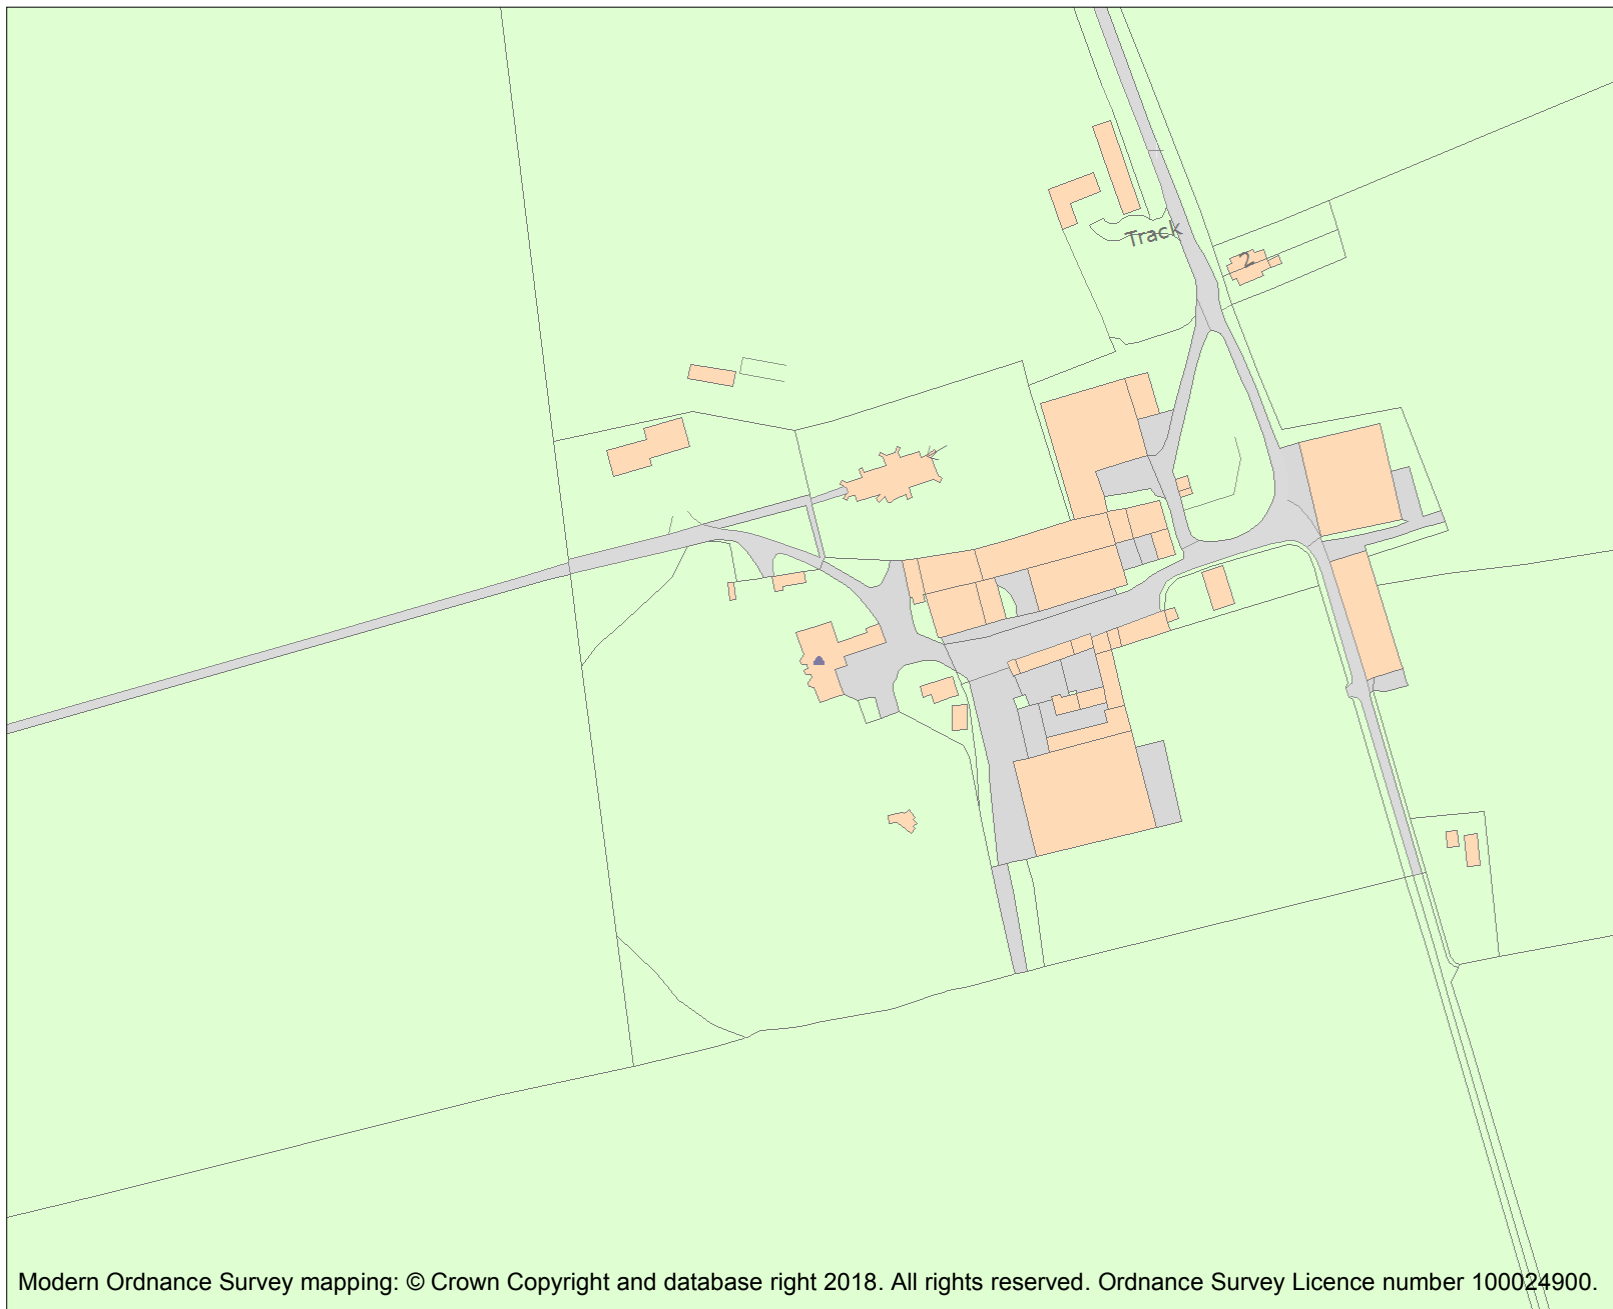 Track
2
Modern Ordnance Survey mapping: © Crown Copyright and database right 2018. All rights reserved. Ordnance Survey Licence number 100024900.